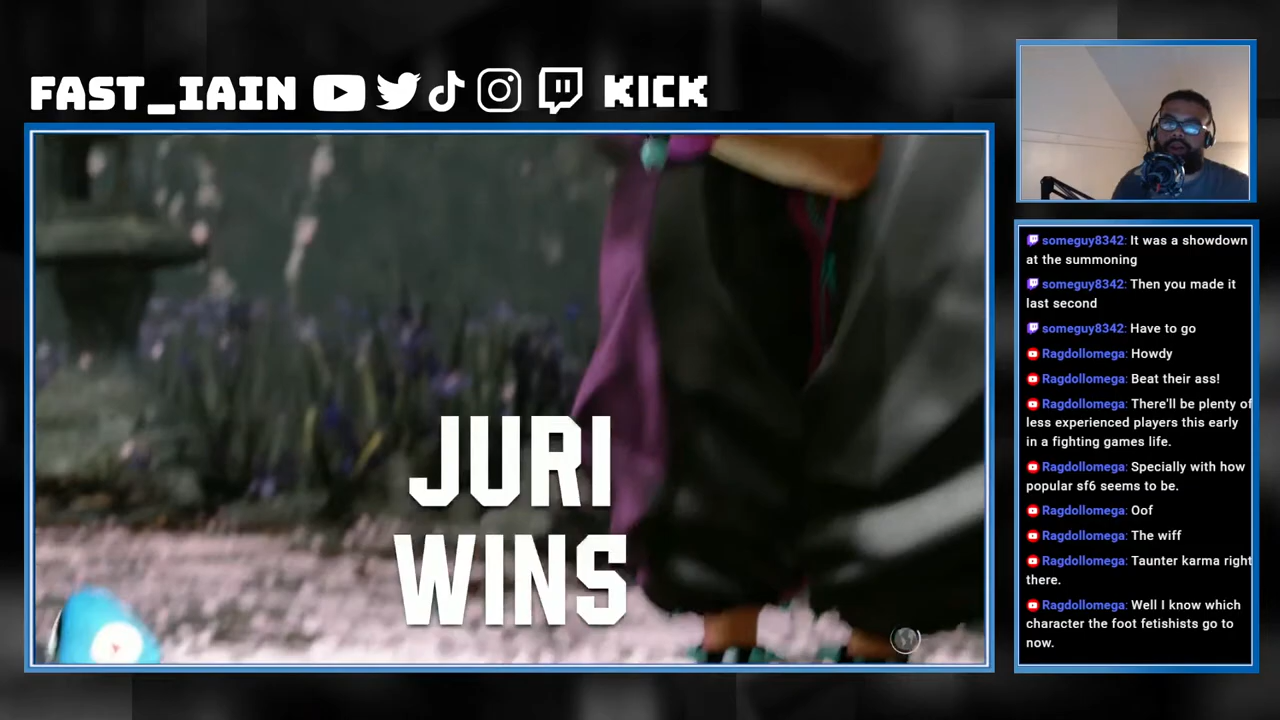 FAST_IAIN KICK
JURI
WINS
someguy8342: It was a showdown
at the summoning
someguy8342: Then you made it
last second
someguy8342: Have to go
Ragdollomega: Howdy
Ragdollomega: Beat their ass!
Ragdollomega: There'll be plenty of
less experienced players this early
in a fighting games life.
Ragdollomega: Specially with how
popular sf6 seems to be.
Ragdollomega: Oof
Ragdollomega: The wiff
Ragdollomega: Taunter karma right
there.
Ragdollomega: Well I know which
character the foot fetishists go to
now.